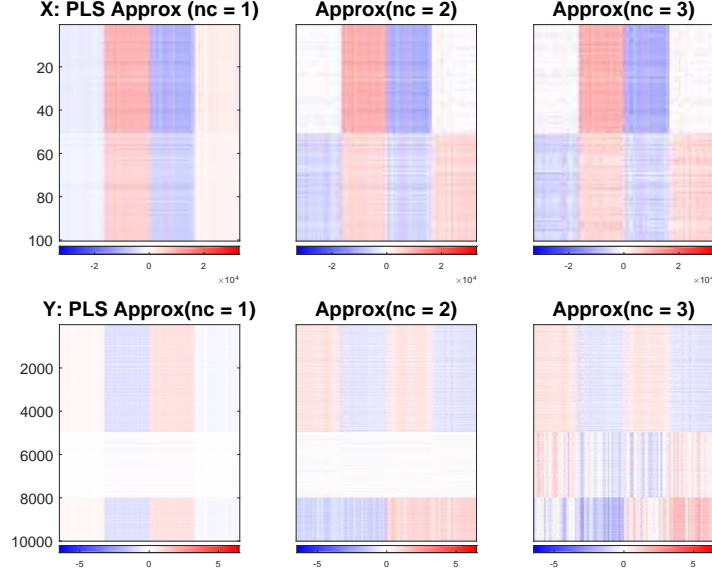 X: PLS Approx (nc = 1)
Approx(nc = 2)
Approx(nc = 3)
20
40
60
80
100
-2 0 2
×10⁴
-2 0 2
×10⁴
-2 0 2
×10⁴
Y: PLS Approx(nc = 1)
Approx(nc = 2)
Approx(nc = 3)
2000
4000
6000
8000
10000
-5 0 5
-5 0 5
-5 0 5